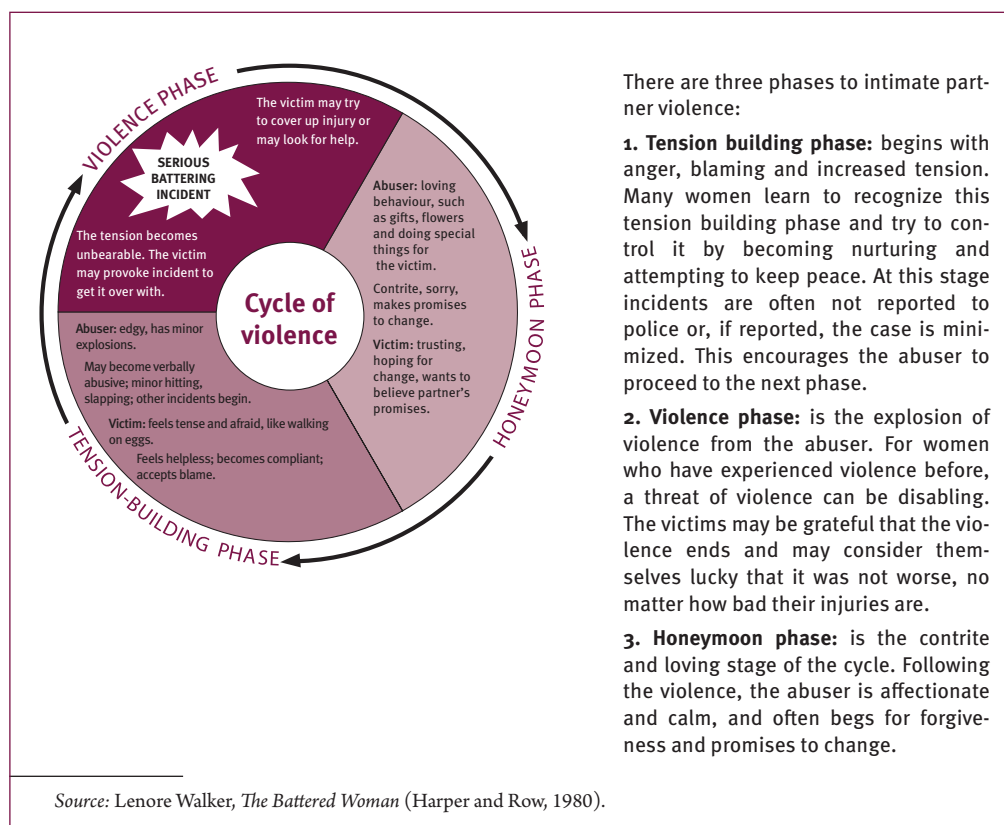 VIOLENCE PHASE
The victim may try
to cover up injury or
may look for help.
SERIOUS
BATTERING
INCIDENT
The tension becomes
unbearable. The victim
may provoke incident to
get it over with.
HONEYMOON PHASE
Abuser: loving
behaviour, such
as gifts, flowers
and doing special
things for
the victim.
Contrite, sorry,
makes promises
to change.
Victim: trusting,
hoping for
change, wants to
believe partner's
promises.
Cycle of
violence
TENSION-BUILDING PHASE
Abuser: edgy, has minor
explosions.
May become verbally
abusive; minor hitting,
slapping; other incidents begin.
Victim: feels tense and afraid, like walking
on eggs.
Feels helpless; becomes compliant;
accepts blame.
There are three phases to intimate part-
ner violence:
1. Tension building phase: begins with
anger, blaming and increased tension.
Many women learn to recognize this
tension building phase and try to con-
trol it by becoming nurturing and
attempting to keep peace. At this stage
incidents are often not reported to
police or, if reported, the case is mini-
mized. This encourages the abuser to
proceed to the next phase.
2. Violence phase: is the explosion of
violence from the abuser. For women
who have experienced violence before,
a threat of violence can be disabling.
The victims may be grateful that the vio-
lence ends and may consider them-
selves lucky that it was not worse, no
matter how bad their injuries are.
3. Honeymoon phase: is the contrite
and loving stage of the cycle. Following
the violence, the abuser is affectionate
and calm, and often begs for forgive-
ness and promises to change.
Source: Lenore Walker, The Battered Woman (Harper and Row, 1980).